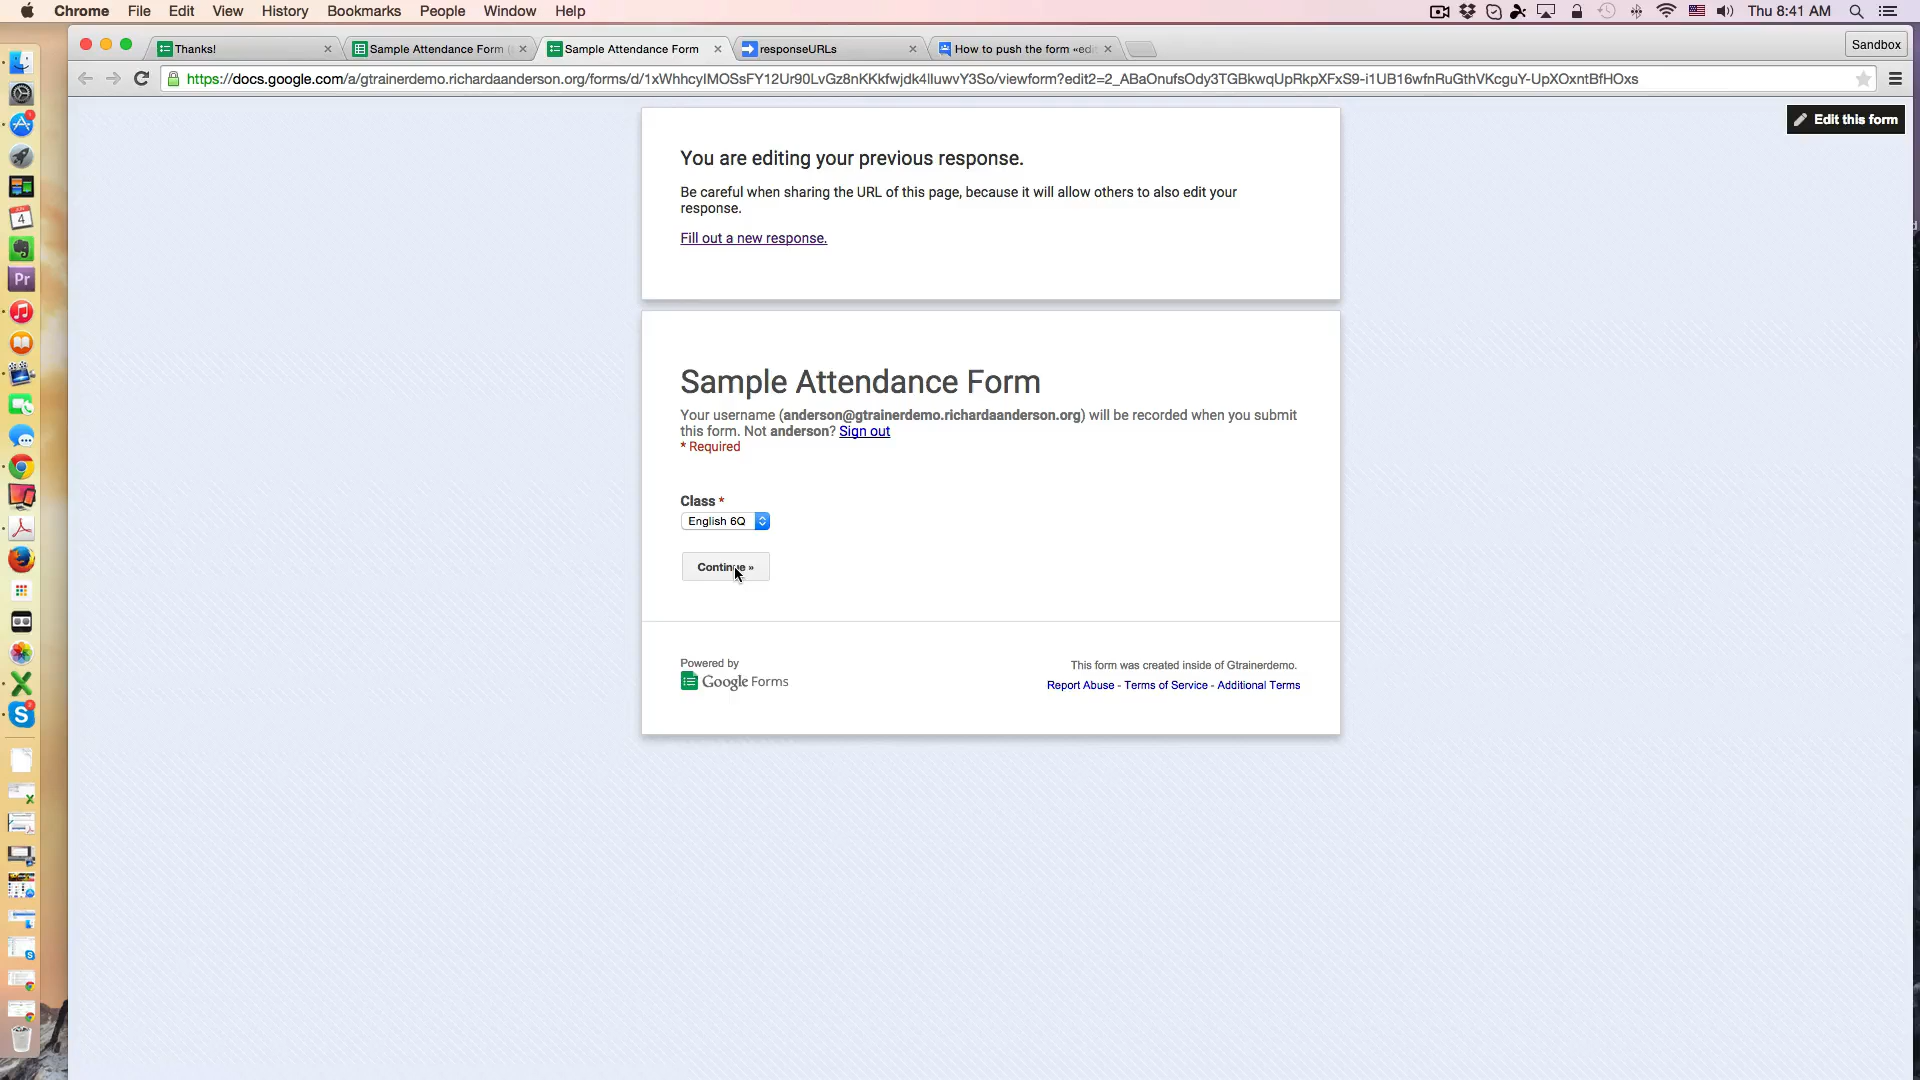 Chrome File Edit View History Bookmarks People Window Help Thu 8:41 AM
Thanks! Sample Attendance Form Sample Attendance Form responseURLs How to push the form «edi Sandbox
https://docs.google.com/a/gtrainerdemo.richardaanderson.org/forms/d/1xWhhcyIMOSsFY12Ur90LvGz8nKKkfwjdk4lIuwvY3So/viewform?edit2=2_ABaOnufsOdy3TGBkwqUpRkpXFxS9-i1UB16wfnRuGthVKcguY-UpXOxntBfHOxs
Edit this form
You are editing your previous response.
Be careful when sharing the URL of this page, because it will allow others to also edit your
response.
Fill out a new response.
Sample Attendance Form
Your username (anderson@gtrainerdemo.richardaanderson.org) will be recorded when you submit
this form. Not anderson? Sign out
* Required
Class *
English 6Q
Continue »
Powered by
Google Forms
This form was created inside of Gtrainerdemo.
Report Abuse - Terms of Service - Additional Terms
4
Pr